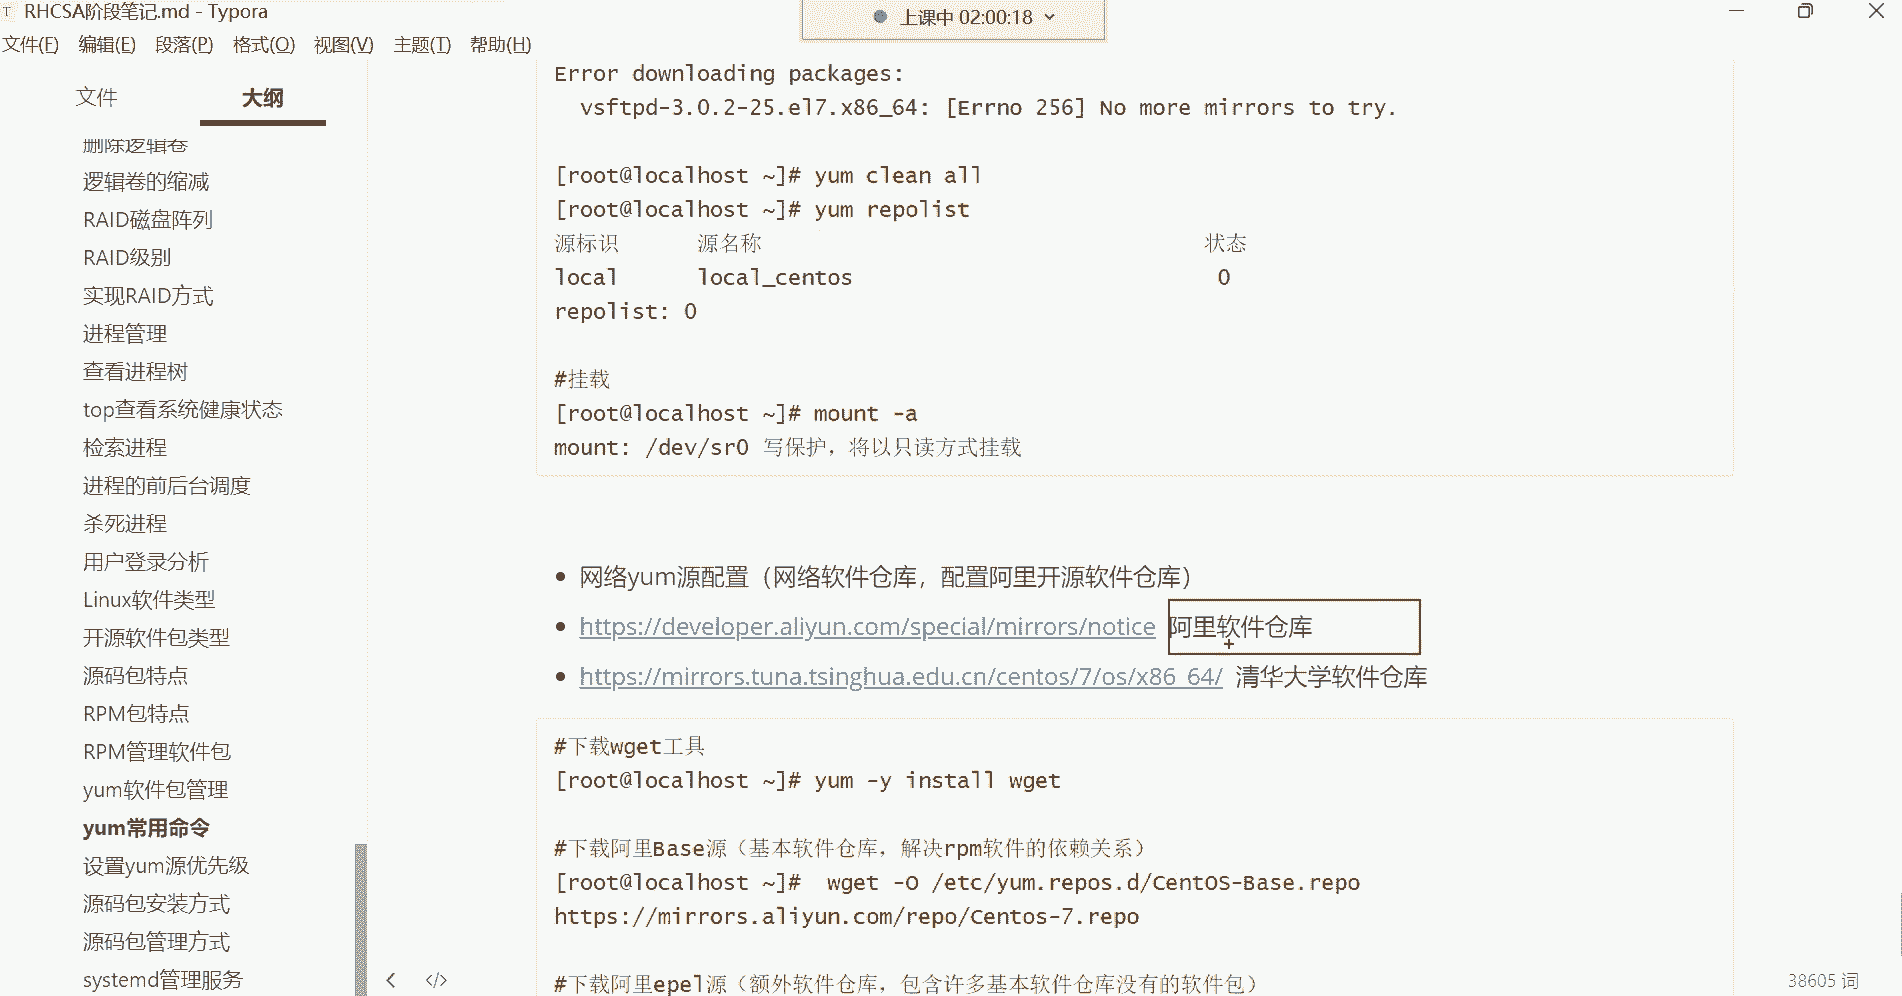 RHCSA阶段笔记.md - Typora
上课中 02:00:18
文件(F) 编辑(E) 段落(P) 格式(O) 视图(V) 主题(T) 帮助(H)
文件 大纲
删除逻辑卷
逻辑卷的缩减
RAID磁盘阵列
RAID级别
实现RAID方式
进程管理
查看进程树
top查看系统健康状态
检索进程
进程的前后台调度
杀死进程
用户登录分析
Linux软件类型
开源软件包类型
源码包特点
RPM包特点
RPM管理软件包
yum软件包管理
yum常用命令
设置yum源优先级
源码包安装方式
源码包管理方式
systemd管理服务
Error downloading packages:
vsftpd-3.0.2-25.el7.x86_64: [Errno 256] No more mirrors to try.
[root@localhost ~]# yum clean all
[root@localhost ~]# yum repolist
源标识 源名称 状态
local local_centos 0
repolist: 0
#挂载
[root@localhost ~]# mount -a
mount: /dev/sr0 写保护，将以只读方式挂载
网络yum源配置（网络软件仓库，配置阿里开源软件仓库）
https://developer.aliyun.com/special/mirrors/notice 阿里软件仓库
https://mirrors.tuna.tsinghua.edu.cn/centos/7/os/x86_64/ 清华大学软件仓库
#下载wget工具
[root@localhost ~]# yum -y install wget
#下载阿里Base源（基本软件仓库，解决rpm软件的依赖关系）
[root@localhost ~]# wget -O /etc/yum.repos.d/CentOS-Base.repo
https://mirrors.aliyun.com/repo/Centos-7.repo
#下载阿里epel源（额外软件仓库，包含许多基本软件仓库没有的软件包）
38605 词